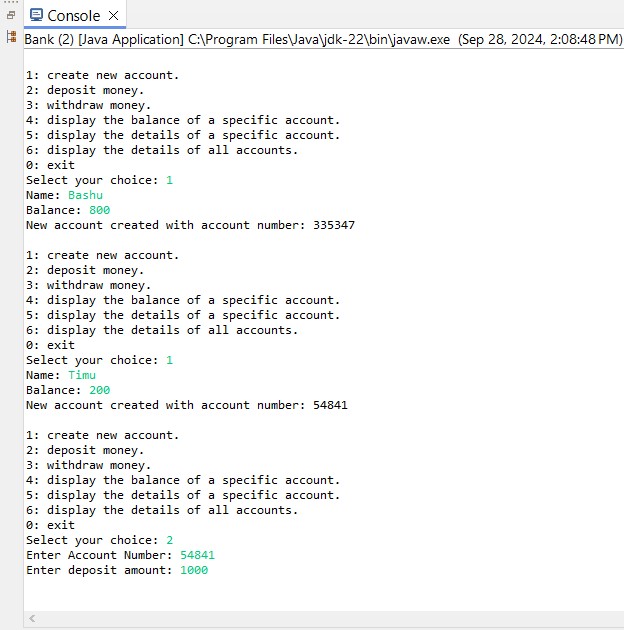 Console
Bank (2) [Java Application] C:\Program Files\Java\jdk-22\bin\javaw.exe (Sep 28, 2024, 2:08:48 PM)
1: create new account.
2: deposit money.
3: withdraw money.
4: display the balance of a specific account.
5: display the details of a specific account.
6: display the details of all accounts.
0: exit
Select your choice: 1
Name: Bashu
Balance: 800
New account created with account number: 335347
1: create new account.
2: deposit money.
3: withdraw money.
4: display the balance of a specific account.
5: display the details of a specific account.
6: display the details of all accounts.
0: exit
Select your choice: 1
Name: Timu
Balance: 200
New account created with account number: 54841
1: create new account.
2: deposit money.
3: withdraw money.
4: display the balance of a specific account.
5: display the details of a specific account.
6: display the details of all accounts.
0: exit
Select your choice: 2
Enter Account Number: 54841
Enter deposit amount: 1000